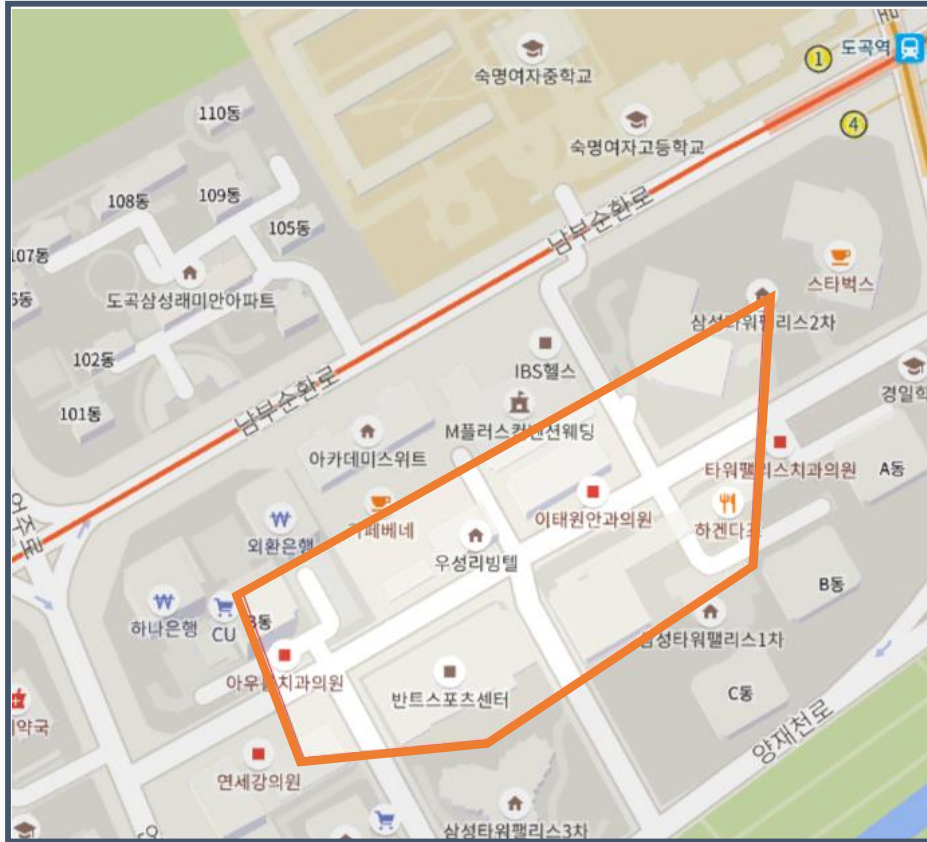 도곡역
1
숙명여자중학교
4
110동
숙명여자고등학교
108동
109동
105동
남부순환로
107동
스타벅스
5동
도곡삼성래미안아파트
삼성타워팰리스2차
102동
IBS헬스
남부순환로
경일학
101동
M플러스컨벤션웨딩
아카데미스위트
타워팰리스치과의원
A동
이태원안과의원
카페베네
하겐다즈
외환은행
우성리빙텔
B동
하나은행
CU
B동
삼성타워팰리스1차
아우름치과의원
반트스포츠센터
C동
약국
양재천로
연세강의원
삼성타워팰리스3차